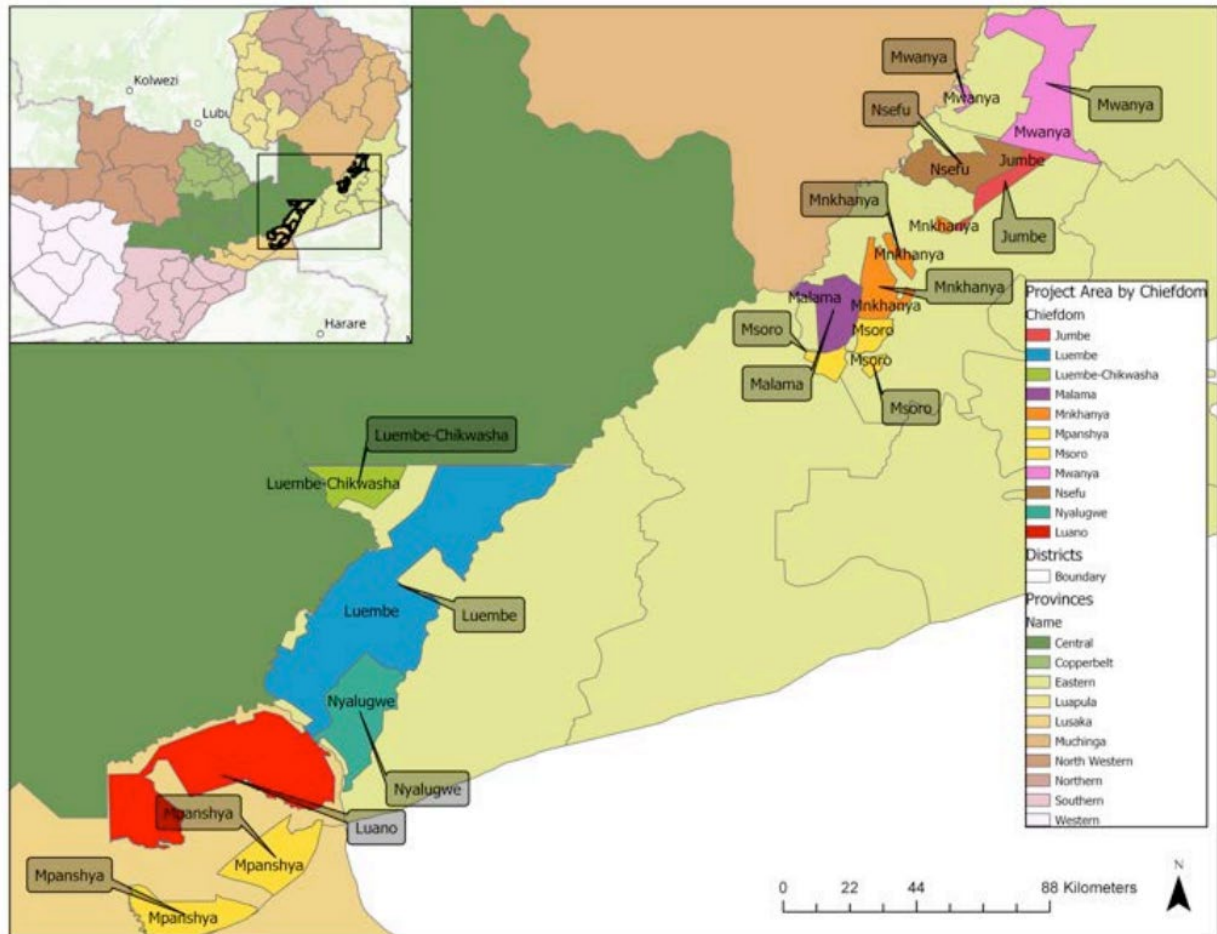 Kolwezi
Lubu
Harare
Mwanya
Mwanya
Mwanya
Nsefu
Mwanya
Nsefu
Jumbe
Mnkhanya
Mnkhanya
Jumbe
Mnkhanya
Mnkhanya
Malama
Mnkhanya
Msoro
Msoro
Msoro
Malama
Msoro
Luembe-Chikwasha
Luembe-Chikwasha
Luembe
Luembe
Nyalugwe
Nyalugwe
Luano
Mpanshya
Mpanshya
Mpanshya
Mpanshya
Project Area by Chiefdom
Chiefdom
Jumbe
Luembe
Luembe-Chikwasha
Malama
Mnkhanya
Mpanshya
Msoro
Mwanya
Nsefu
Nyalugwe
Luano
Districts
Boundary
Provinces
Name
Central
Copperbelt
Eastern
Luapula
Lusaka
Muchinga
North Western
Northern
Southern
Western
N
0 22 44 88 Kilometers